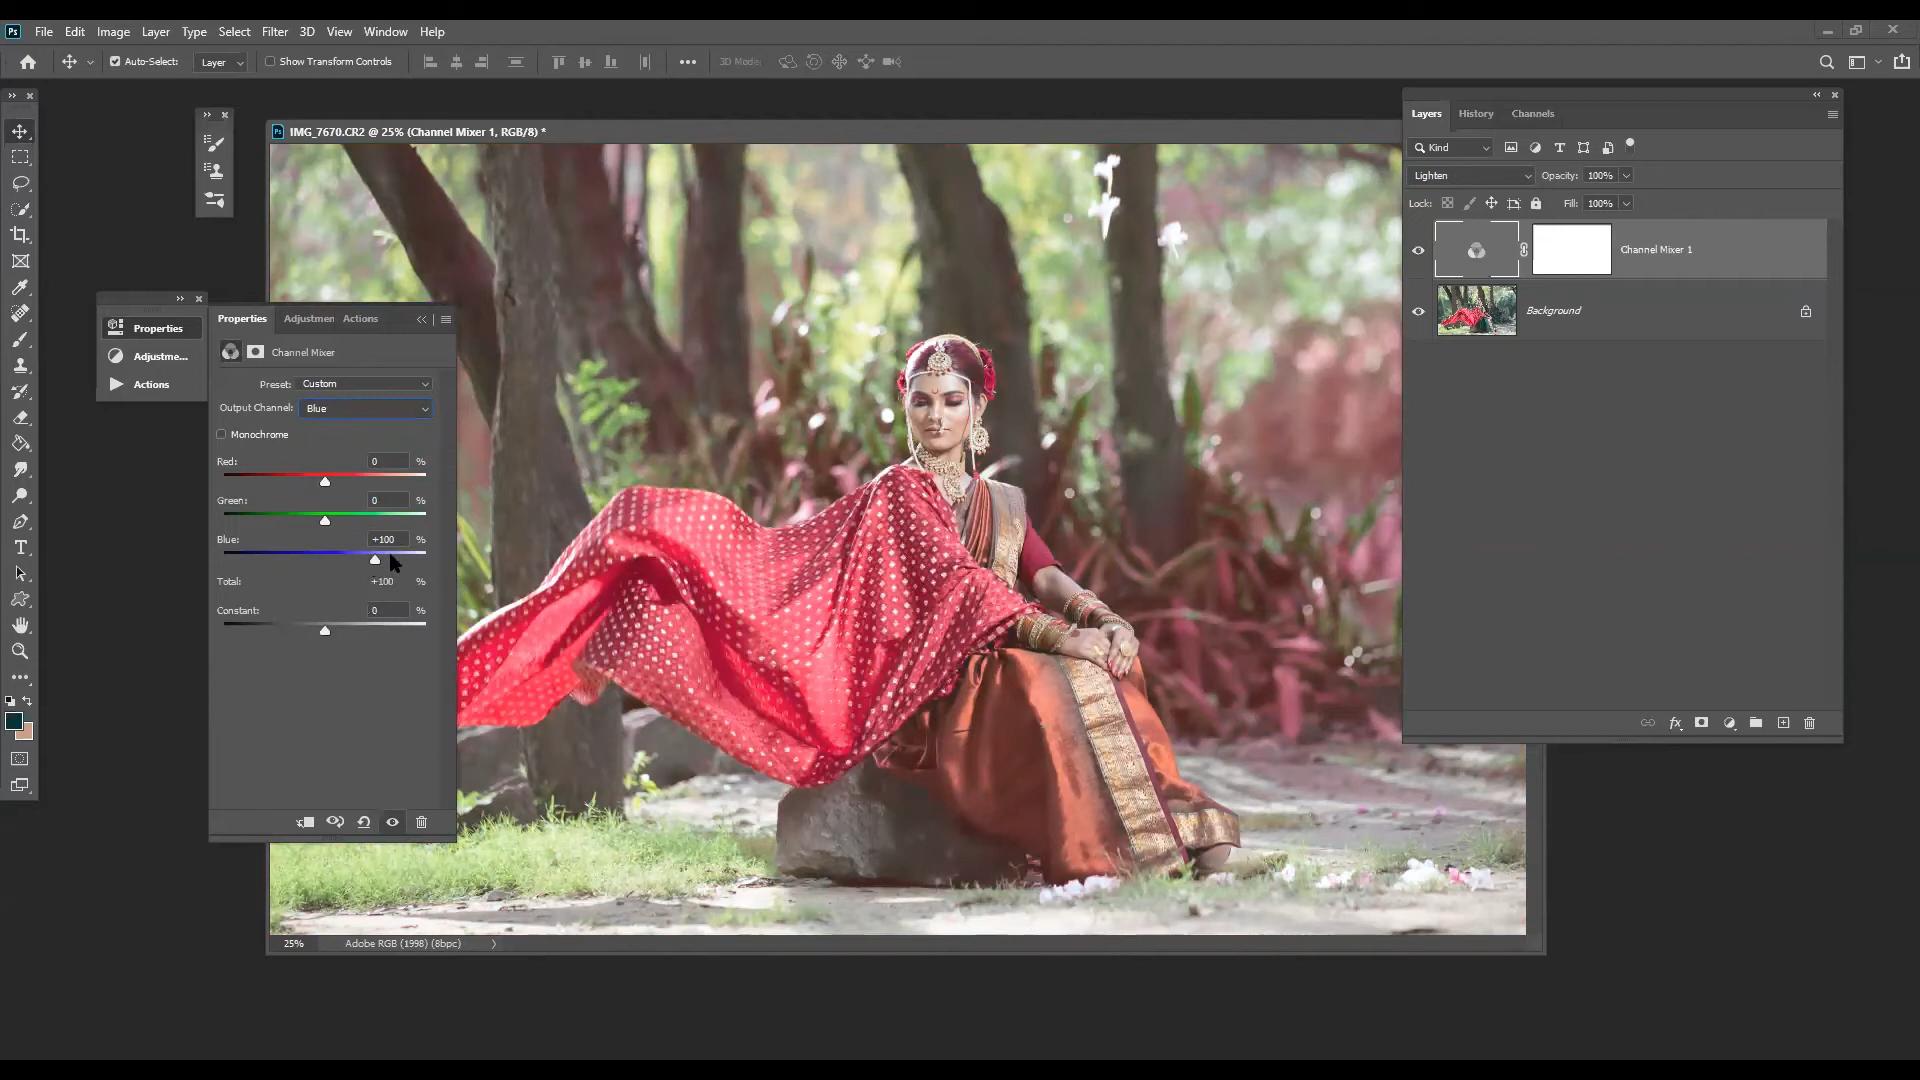 Ps File Edit Image Layer Type Select Filter 3D View Window Help
Auto-Select: Layer Show Transform Controls 3D Mode:
IMG_7670.CR2 @ 25% (Channel Mixer 1, RGB/8) *
Properties
Adjustme...
Actions
Properties Adjustmen Actions
Channel Mixer
Preset: Custom
Output Channel: Blue
Monochrome
Red: 0 %
Green: 0 %
Blue: +100 %
Total: +100 %
Constant: 0 %
25% Adobe RGB (1998) (8bpc)
Layers History Channels
Kind
Lighten Opacity: 100%
Lock: Fill: 100%
Channel Mixer 1
Background
fx